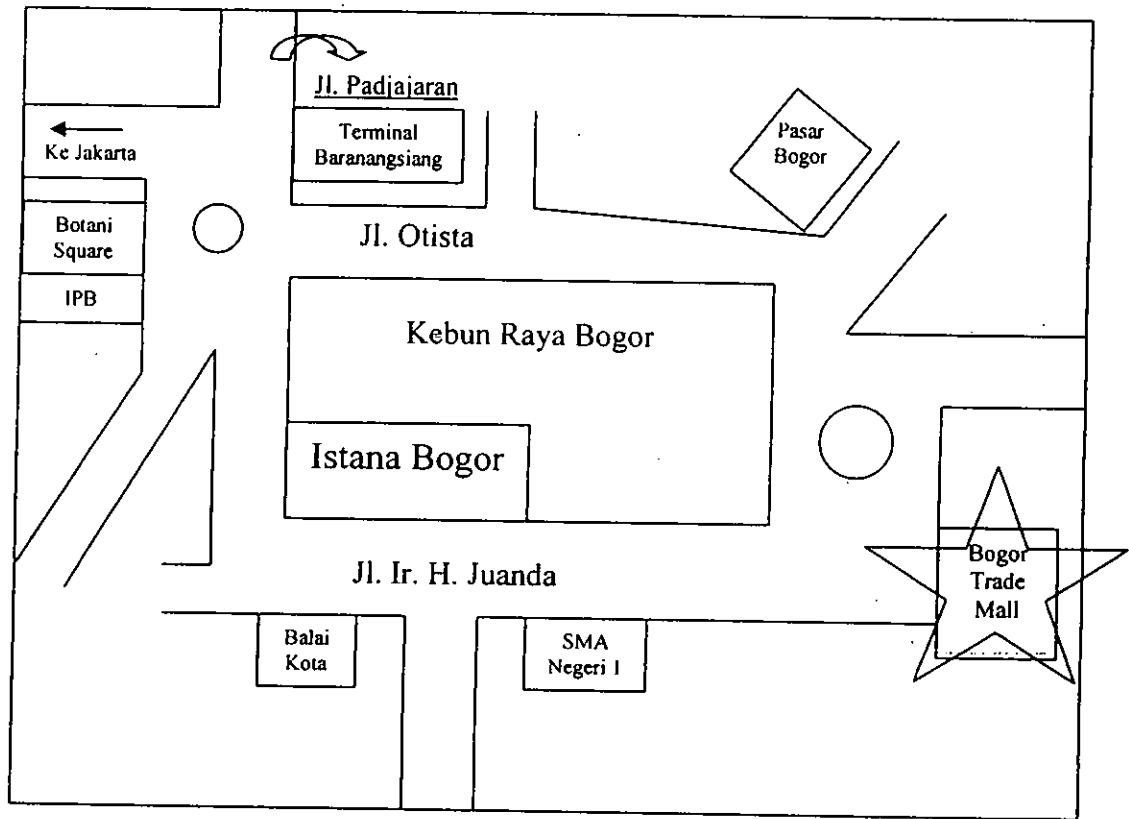 Jl. Padjajaran
Ke Jakarta
Terminal
Baranangsiang
Pasar
Bogor
Botani
Square
Jl. Otista
IPB
Kebun Raya Bogor
Istana Bogor
Jl. Ir. H. Juanda
Bogor
Trade
Mall
Balai
Kota
SMA
Negeri 1